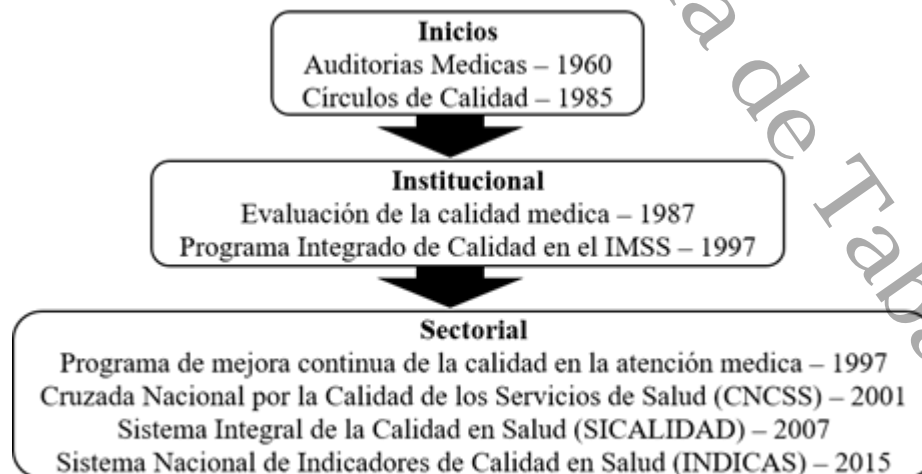 Inicios
Auditorias Medicas – 1960
Círculos de Calidad – 1985
Institucional
Evaluación de la calidad medica – 1987
Programa Integrado de Calidad en el IMSS – 1997
Sectorial
Programa de mejora continua de la calidad en la atención medica – 1997
Cruzada Nacional por la Calidad de los Servicios de Salud (CNCSS) – 2001
Sistema Integral de la Calidad en Salud (SICALIDAD) – 2007
Sistema Nacional de Indicadores de Calidad en Salud (INDICAS) – 2015
de